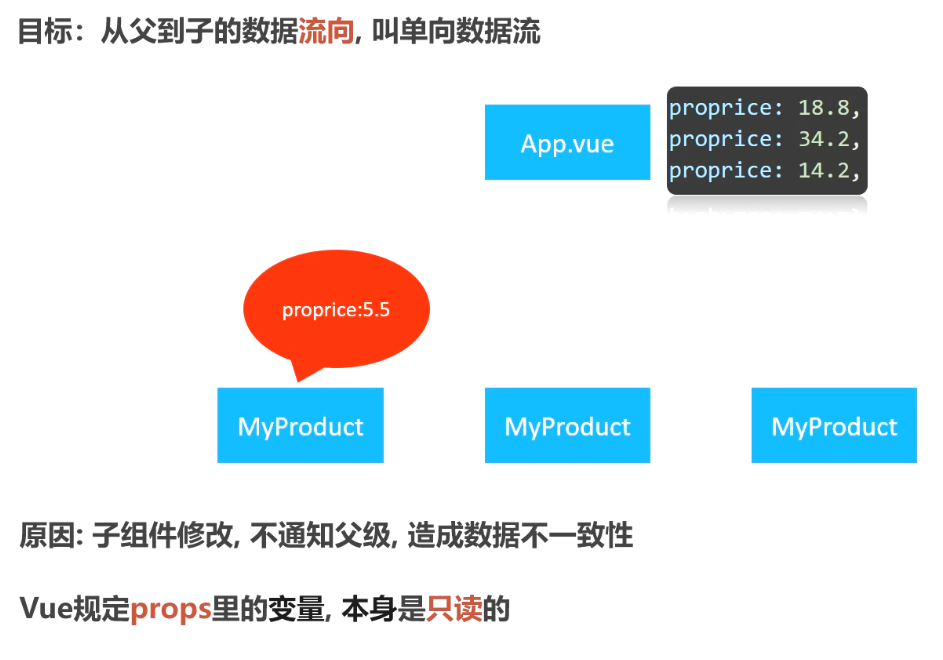 目标：从父到子的数据流向, 叫单向数据流
App.vue
proprice: 18.8,
proprice: 34.2,
proprice: 14.2,
proprice:5.5
MyProduct
MyProduct
MyProduct
原因: 子组件修改, 不通知父级, 造成数据不一致性
Vue规定props里的变量, 本身是只读的